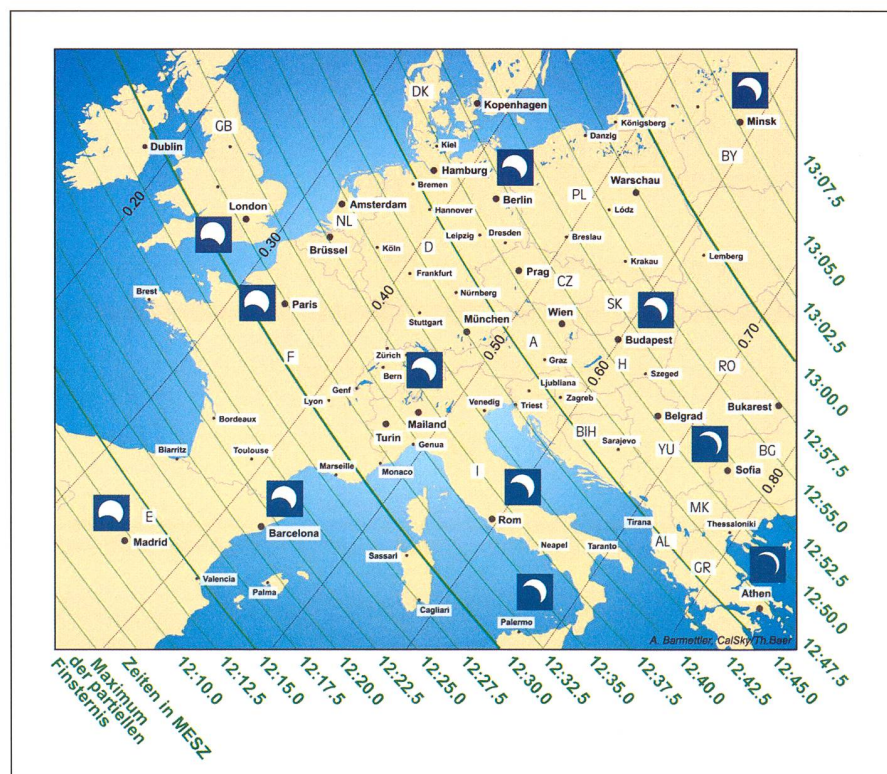 DK
Kopenhagen
Königsberg
Minsk
GB
Danzig
Dublin
Kiel
BY
Hamburg
13:07.5
Bremen
Berlin
PL
Warschau
0.20
Amsterdam
Hannover
Lódz
London
NL
Brüssel
D
Leipzig
Dresden
Breslau
0.30
Köln
Lemberg
13:05.0
Frankfurt
Prag
CZ
Krakau
Brest
0.40
Nürnberg
SK
Paris
Stuttgart
München
Wien
13:02.5
Budapest
0.70
F
Zürich
0.50
A
Graz
H
RO
Bern
0.60
Szeged
Genf
Ljubliana
13:00.0
Lyon
Venedig
Triest
Zagreb
Bukarest
Bordeaux
Turin
Mailand
Belgrad
BIH
Genua
Sarajevo
YU
BG
12:57.5
Biarritz
Toulouse
Marseille
Monaco
I
Sofia
0.80
12:55.0
E
MK
Madrid
Barcelona
Rom
Tirana
Thessaloniki
Neapel
Taranto
AL
12:52.5
Sassari
GR
Valencia
Palma
Athen
12:50.0
Cagliari
Palermo
A. Barmettler, CalSky/Th.Baer
12:47.5
Zeiten in MESZ
Maximum
der partiellen
Finsternis
12:10.0
12:12.5
12:15.0
12:17.5
12:20.0
12:22.5
12:25.0
12:27.5
12:30.0
12:32.5
12:35.0
12:37.5
12:40.0
12:42.5
12:45.0